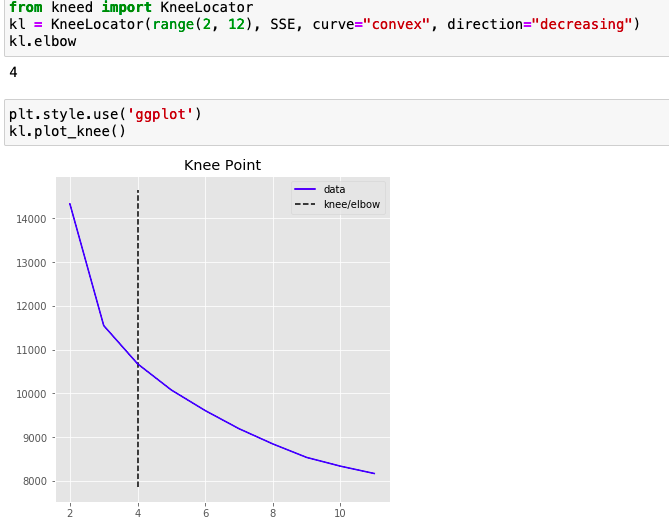 from kneed import KneeLocator
kl = KneeLocator(range(2, 12), SSE, curve="convex", direction="decreasing")
kl.elbow
4
plt.style.use('ggplot')
kl.plot_knee()
Knee Point
data
knee/elbow
14000
13000
12000
11000
10000
9000
8000
2 4 6 8 10